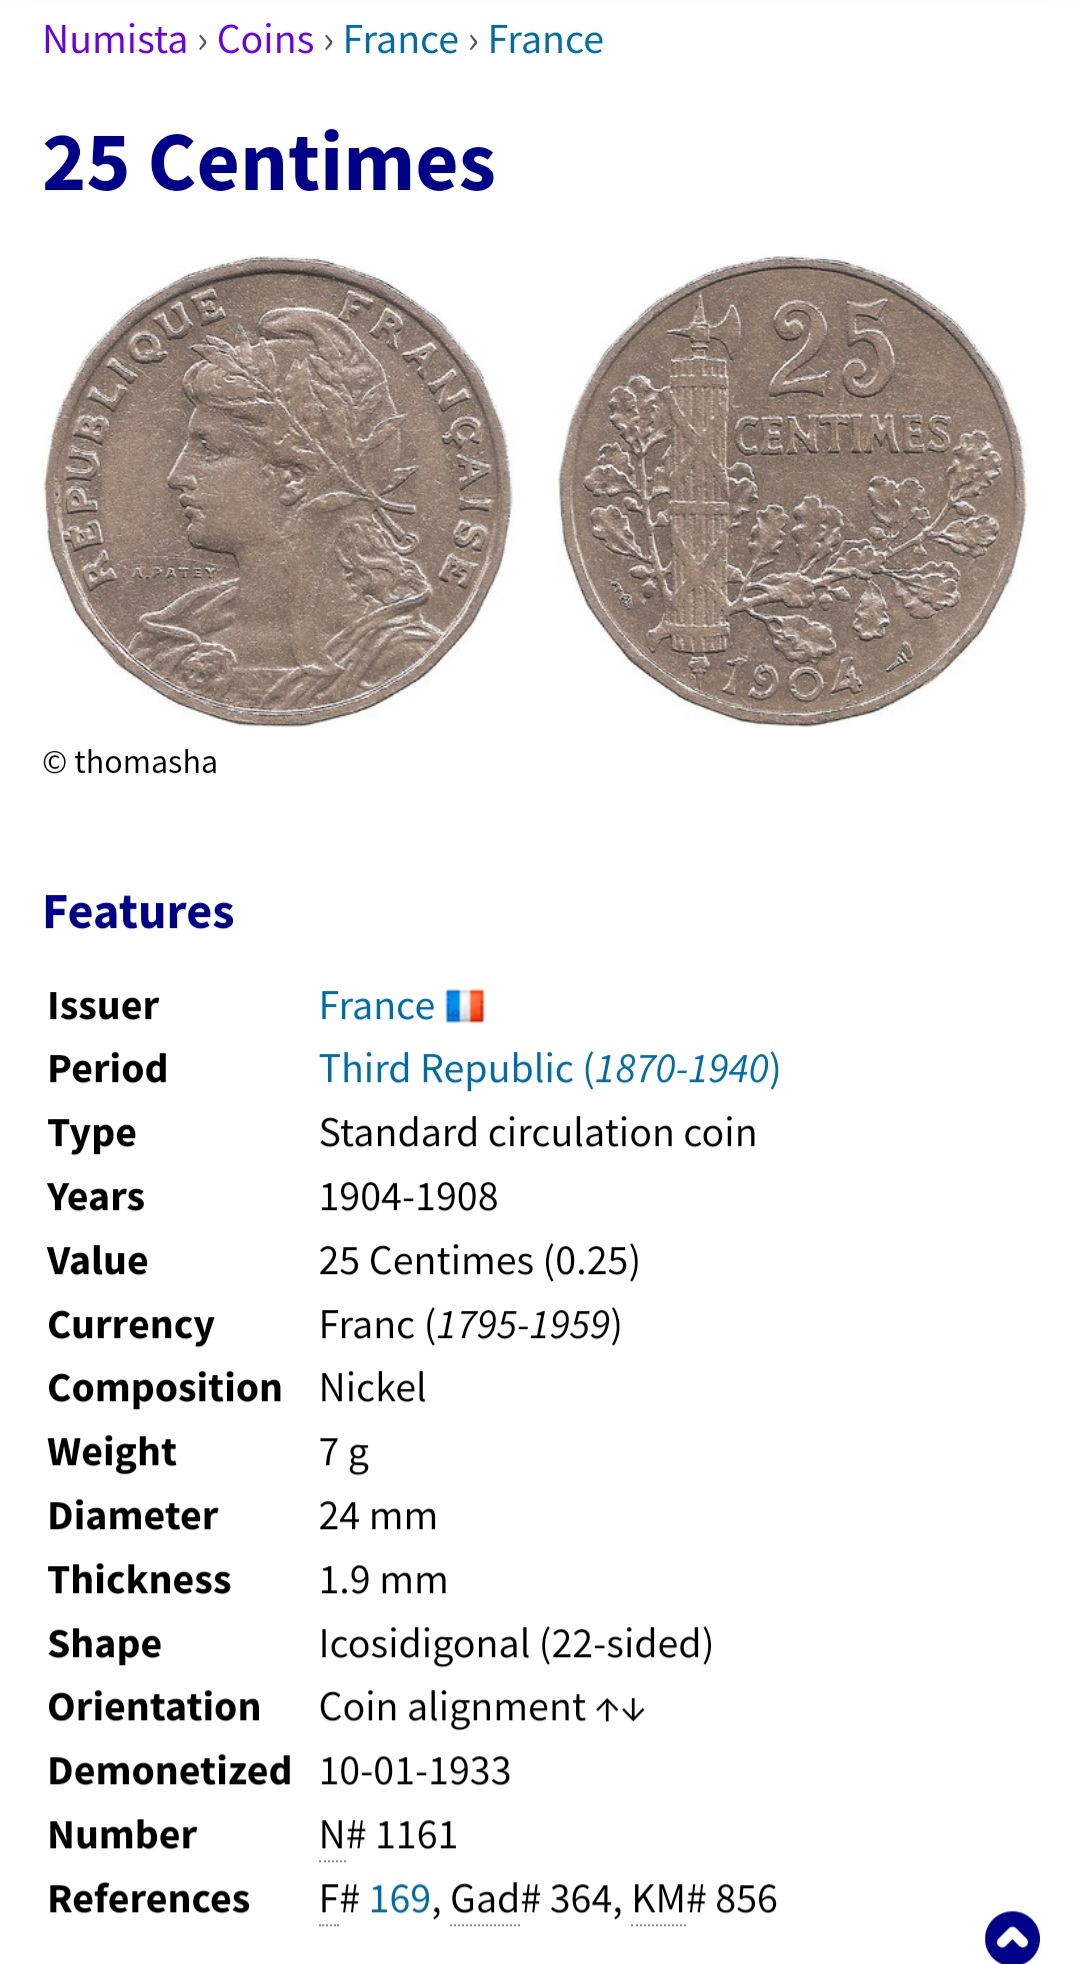 Numista › Coins › France › France
25 Centimes
RÉPUBLIQUE FRANÇAISE
A.PATEY
25
CENTIMES
1904
© thomasha
Features
Issuer France
Period Third Republic (1870-1940)
Type Standard circulation coin
Years 1904-1908
Value 25 Centimes (0.25)
Currency Franc (1795-1959)
Composition Nickel
Weight 7 g
Diameter 24 mm
Thickness 1.9 mm
Shape Icosidigonal (22-sided)
Orientation Coin alignment ↑↓
Demonetized 10-01-1933
Number N# 1161
References F# 169, Gad# 364, KM# 856